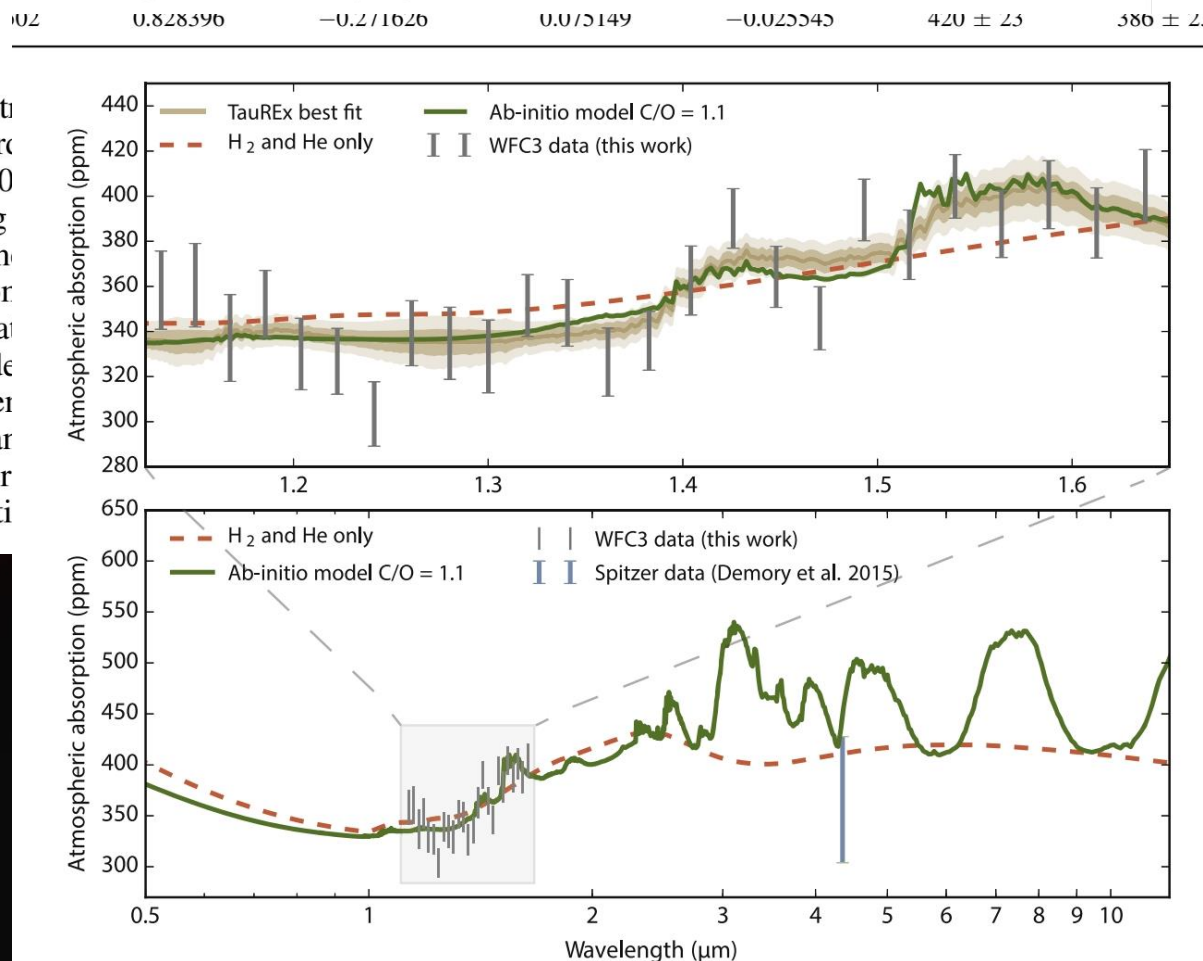 0.828396 −0.271626 0.075149 −0.025545 420 ± 23
TauREx best fit
H2 and He only
Ab-initio model C/O = 1.1
WFC3 data (this work)
Atmospheric absorption (ppm)
440
420
400
380
360
340
320
300
280
1.2 1.3 1.4 1.5 1.6
H2 and He only
Ab-initio model C/O = 1.1
WFC3 data (this work)
Spitzer data (Demory et al. 2015)
Atmospheric absorption (ppm)
650
600
550
500
450
400
350
300
0.5 1 2 3 4 5 6 7 8 9 10
Wavelength (μm)